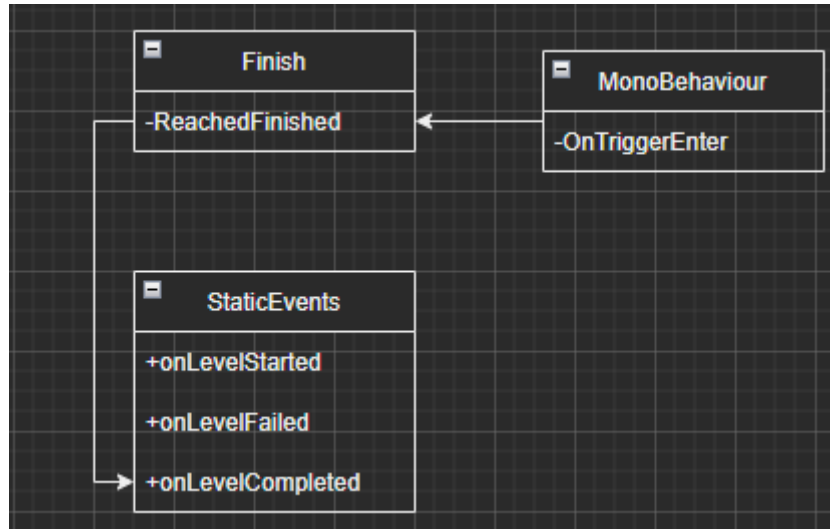 Finish
-ReachedFinished
MonoBehaviour
-OnTriggerEnter
StaticEvents
+onLevelStarted
+onLevelFailed
+onLevelCompleted